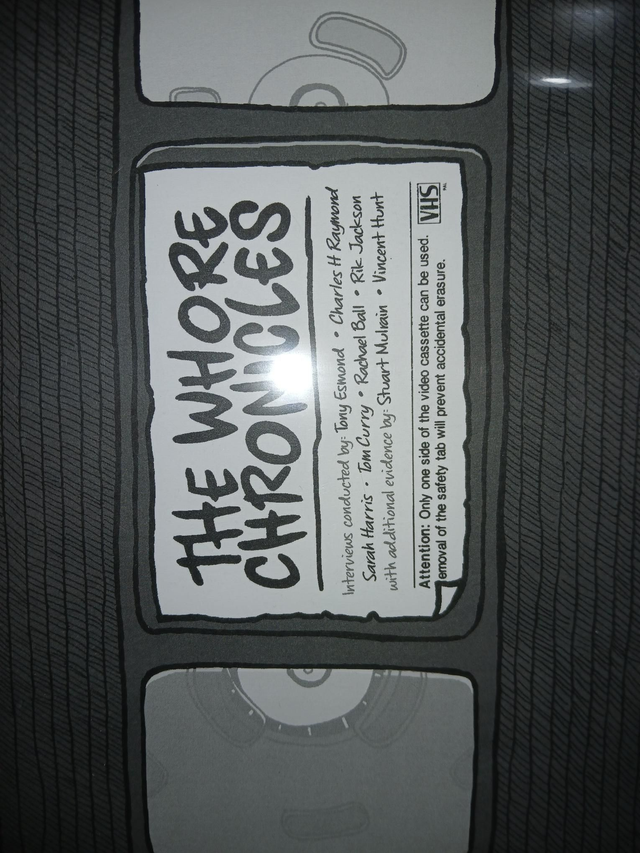 THE WHORE
CHRONICLES
Interviews conducted by: Tony Esmond • Charles H Raymond
Sarah Harris • Tom Curry • Rachael Ball • Rik Jackson
with additional evidence by: Stuart Mulrain • Vincent Hunt
Attention: Only one side of the video cassette can be used.
emoval of the safety tab will prevent accidental erasure.
VHS